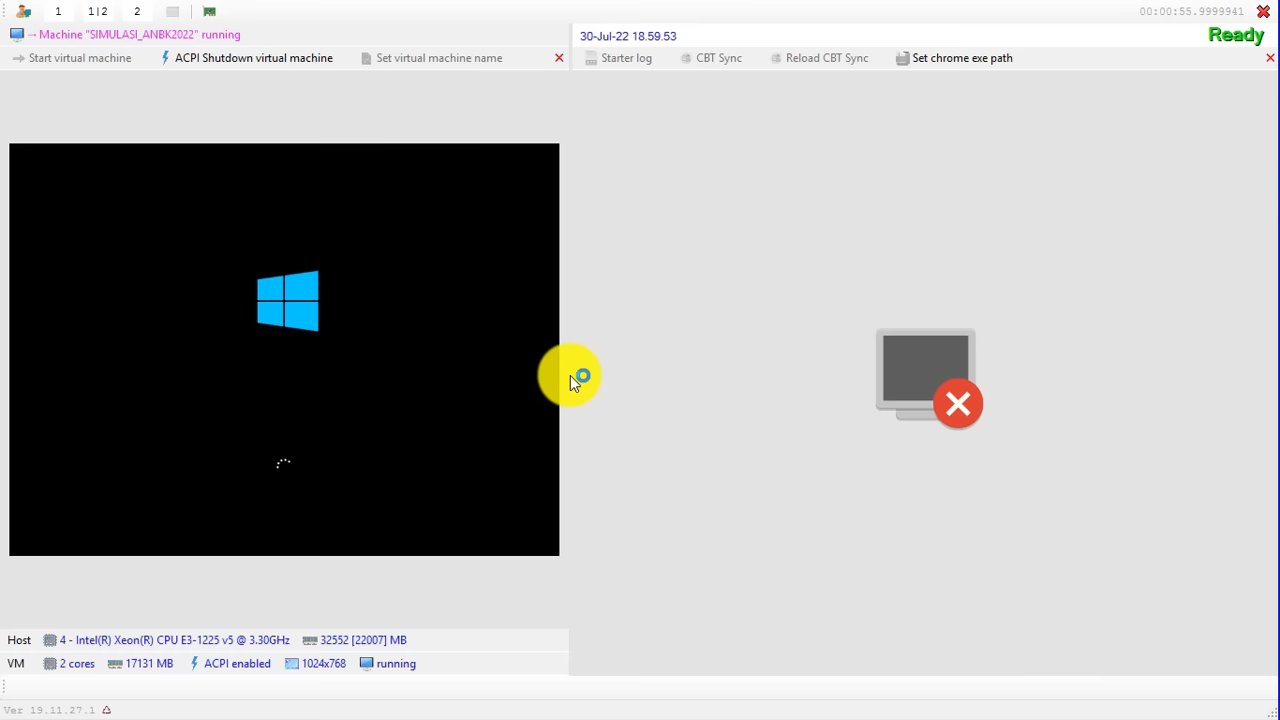 1 1|2 2 00:00:55.9999941
→ Machine "SIMULASI_ANBK2022" running
30-Jul-22 18.59.53 Ready
Start virtual machine ACPI Shutdown virtual machine Set virtual machine name
Starter log CBT Sync Reload CBT Sync Set chrome exe path
Host 4 - Intel(R) Xeon(R) CPU E3-1225 v5 @ 3.30GHz 32552 [22007] MB
VM 2 cores 17131 MB ACPI enabled 1024x768 running
Ver 19.11.27.1